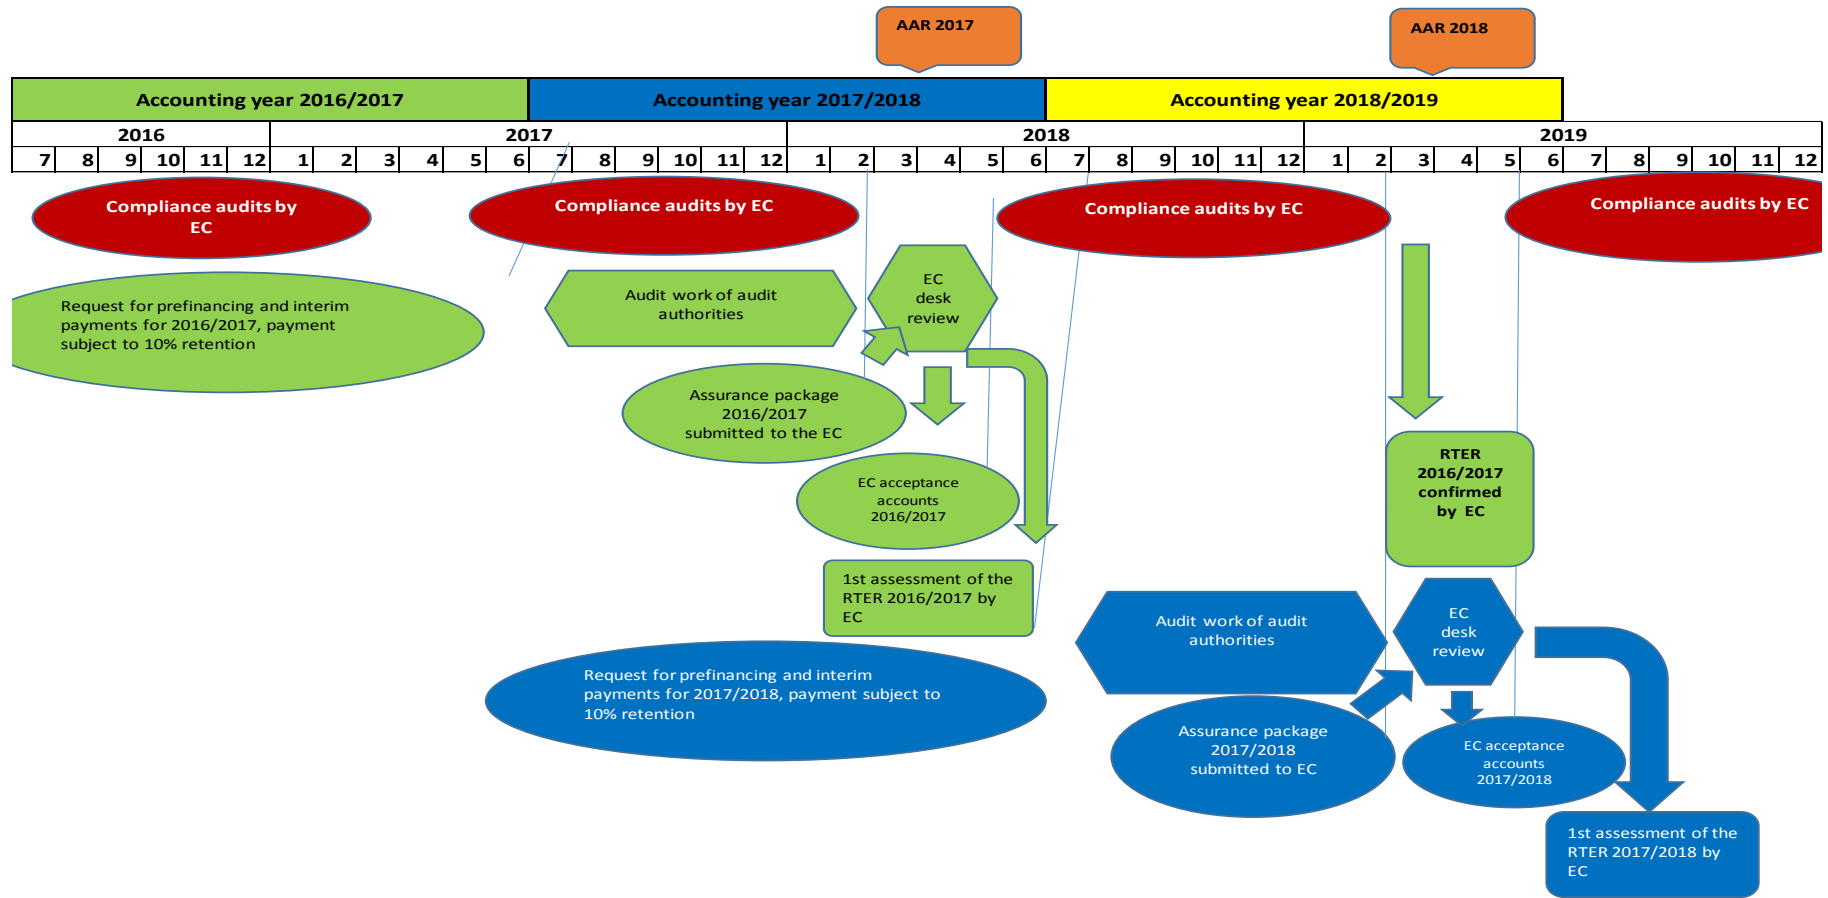 AAR 2017
AAR 2018
Accounting year 2016/2017
Accounting year 2017/2018
Accounting year 2018/2019
2016
2017
2018
2019
7 8 9 10 11 12 1 2 3 4 5 6 7 8 9 10 11 12 1 2 3 4 5 6 7 8 9 10 11 12 1 2 3 4 5 6 7 8 9 10 11 12
Compliance audits by
EC
Compliance audits by EC
Compliance audits by EC
Compliance audits by EC
Request for prefinancing and interim
payments for 2016/2017, payment
subject to 10% retention
Audit work of audit
authorities
EC
desk
review
Assurance package
2016/2017
submitted to the EC
EC acceptance
accounts
2016/2017
1st assessment of the
RTER 2016/2017 by
EC
RTER
2016/2017
confirmed
by EC
Request for prefinancing and interim
payments for 2017/2018, payment subject to
10% retention
Audit work of audit
authorities
EC
desk
review
Assurance package
2017/2018
submitted to EC
EC acceptance
accounts
2017/2018
1st assessment of the
RTER 2017/2018 by
EC